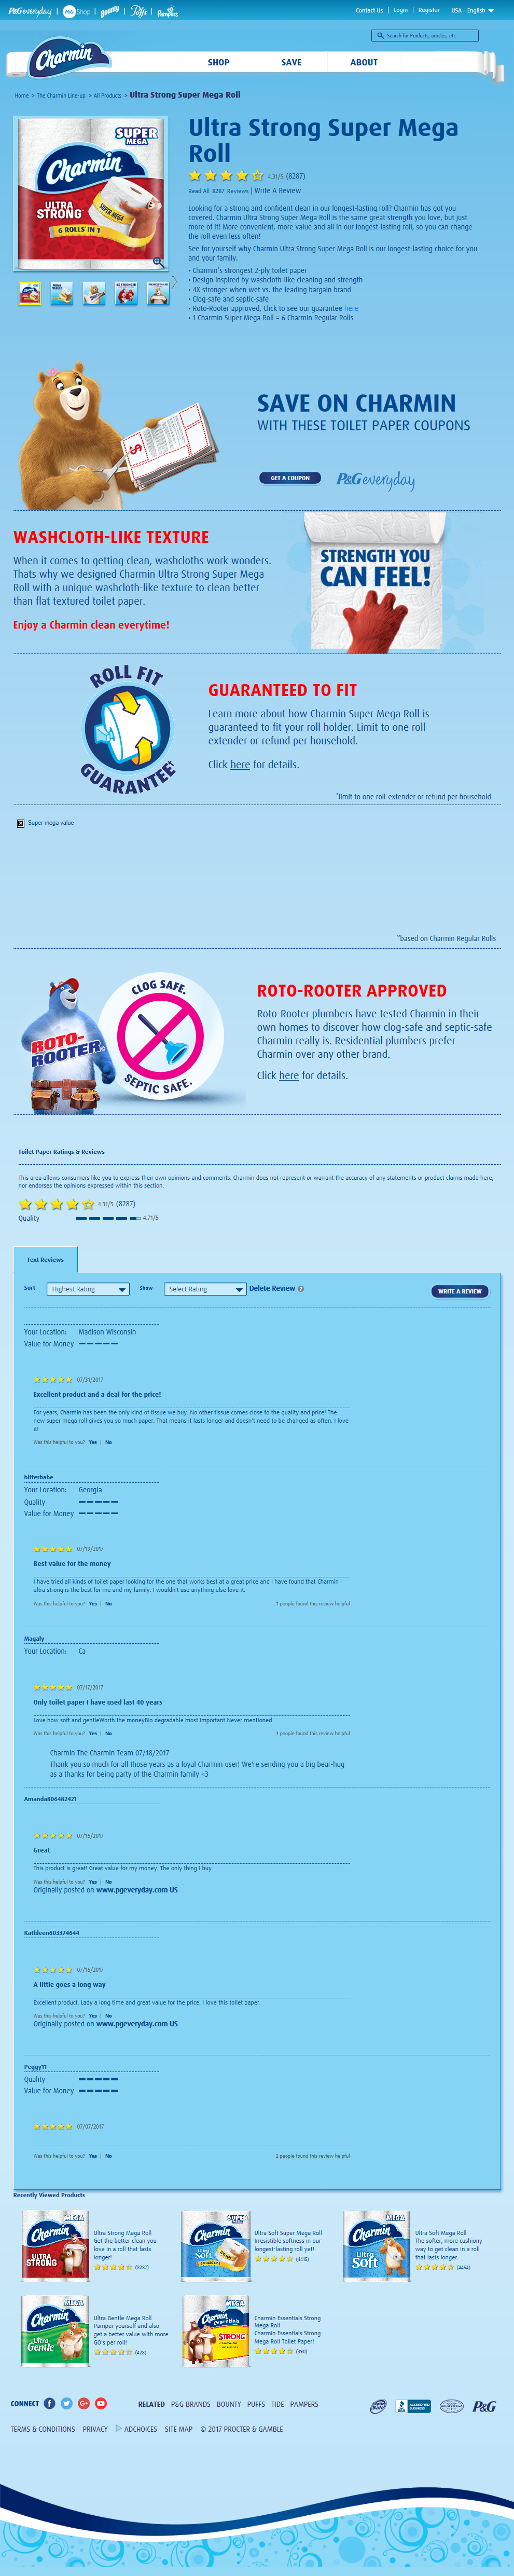 P&G everyday | P&G Shop | Bounty | Puffs | Pampers
Contact Us | Login | Register USA - English
Search for Products, articles, etc.
Charmin
SHOP SAVE ABOUT
Home > The Charmin Line-up > All Products > Ultra Strong Super Mega Roll
SUPER MEGA
Charmin
ULTRA STRONG
SUPER MEGA
6 ROLLS IN 1
Ultra Strong Super Mega
Roll
4.31/5 (8287)
Read All 8287 Reviews | Write A Review
Looking for a strong and confident clean in our longest-lasting roll? Charmin has got you
covered. Charmin Ultra Strong Super Mega Roll is the same great strength you love, but just
more of it! More convenient, more value and all in our longest-lasting roll, so you can change
the roll even less often!
See for yourself why Charmin Ultra Strong Super Mega Roll is our longest-lasting choice for you
and your family.
• Charmin's strongest 2-ply toilet paper
• Design inspired by washcloth-like cleaning and strength
• 4X stronger when wet vs. the leading bargain brand
• Clog-safe and septic-safe
• Roto-Rooter approved, Click to see our guarantee here
• 1 Charmin Super Mega Roll = 6 Charmin Regular Rolls
SAVE ON CHARMIN
WITH THESE TOILET PAPER COUPONS
GET A COUPON P&G everyday
WASHCLOTH-LIKE TEXTURE
When it comes to getting clean, washcloths work wonders.
Thats why we designed Charmin Ultra Strong Super Mega
Roll with a unique washcloth-like texture to clean better
than flat textured toilet paper.
Enjoy a Charmin clean everytime!
STRENGTH YOU
CAN FEEL!
ROLL FIT
GUARANTEE*
GUARANTEED TO FIT
Learn more about how Charmin Super Mega Roll is
guaranteed to fit your roll holder. Limit to one roll
extender or refund per household.
Click here for details.
*limit to one roll-extender or refund per household
Super mega value
*based on Charmin Regular Rolls
ROTO-ROOTER
CLOG SAFE.
SEPTIC SAFE.
ROTO-ROOTER APPROVED
Roto-Rooter plumbers have tested Charmin in their
own homes to discover how clog-safe and septic-safe
Charmin really is. Residential plumbers prefer
Charmin over any other brand.
Click here for details.
Toilet Paper Ratings & Reviews
This area allows consumers like you to express their own opinions and comments. Charmin does not represent or warrant the accuracy of any statements or product claims made here,
nor endorses the opinions expressed within this section.
4.31/5 (8287)
Quality 4.71/5
Text Reviews
Sort Highest Rating Show Select Rating Delete Review WRITE A REVIEW
Your Location: Madison Wisconsin
Value for Money
07/31/2017
Excellent product and a deal for the price!
For years, Charmin has been the only kind of tissue we buy. No other tissue comes close to the quality and price! The
new super mega roll gives you so much paper. That means it lasts longer and doesn't need to be changed as often. I love
it!
Was this helpful to you? Yes | No
bitterbabe
Your Location: Georgia
Quality
Value for Money
07/19/2017
Best value for the money
I have tried all kinds of toilet paper looking for the one that works best at a great price and I have found that Charmin
ultra strong is the best for me and my family. I wouldn't use anything else love it.
Was this helpful to you? Yes | No 1 people found this review helpful
Magaly
Your Location: Ca
07/17/2017
Only toilet paper I have used last 40 years
Love how soft and gentleWorth the moneyBio degradable most important Never mentioned
Was this helpful to you? Yes | No 1 people found this review helpful
Charmin The Charmin Team 07/18/2017
Thank you so much for all those years as a loyal Charmin user! We're sending you a big bear-hug
as a thanks for being party of the Charmin family <3
Amanda806482421
07/16/2017
Great
This product is great! Great value for my money. The only thing I buy
Was this helpful to you? Yes | No
Originally posted on www.pgeveryday.com US
Kathleen603374644
07/16/2017
A little goes a long way
Excellent product. Lady a long time and great value for the price. I love this toilet paper.
Was this helpful to you? Yes | No
Originally posted on www.pgeveryday.com US
Peggy11
Quality
Value for Money
07/07/2017
Was this helpful to you? Yes | No 2 people found this review helpful
Recently Viewed Products
Ultra Strong Mega Roll
Get the better clean you
love in a roll that lasts
longer!
(8287)
Ultra Soft Super Mega Roll
Irresistible softness in our
longest-lasting roll yet!
Ultra Soft Mega Roll
The softer, more cushiony
way to get clean in a roll
that lasts longer.
(4464)
Ultra Gentle Mega Roll
Pamper yourself and also
get a better value with more
GO's per roll!
(428)
Charmin Essentials Strong
Mega Roll
Charmin Essentials Strong
Mega Roll Toilet Paper!
(390)
CONNECT RELATED P&G BRANDS BOUNTY PUFFS TIDE PAMPERS
BBB ACCREDITED BUSINESS P&G
TERMS & CONDITIONS PRIVACY ADCHOICES SITE MAP © 2017 PROCTER & GAMBLE